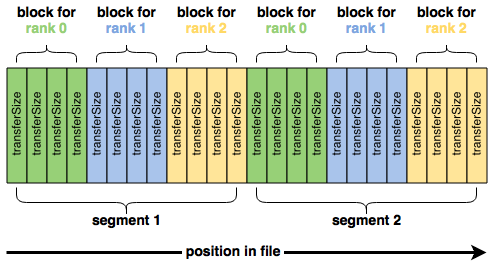 block for block for block for block for block for block for
rank 0 rank 1 rank 2 rank 0 rank 1 rank 2
transferSize transferSize transferSize transferSize transferSize transferSize transferSize transferSize transferSize transferSize transferSize transferSize transferSize transferSize transferSize transferSize transferSize transferSize transferSize transferSize transferSize transferSize transferSize transferSize
segment 1 segment 2
position in file